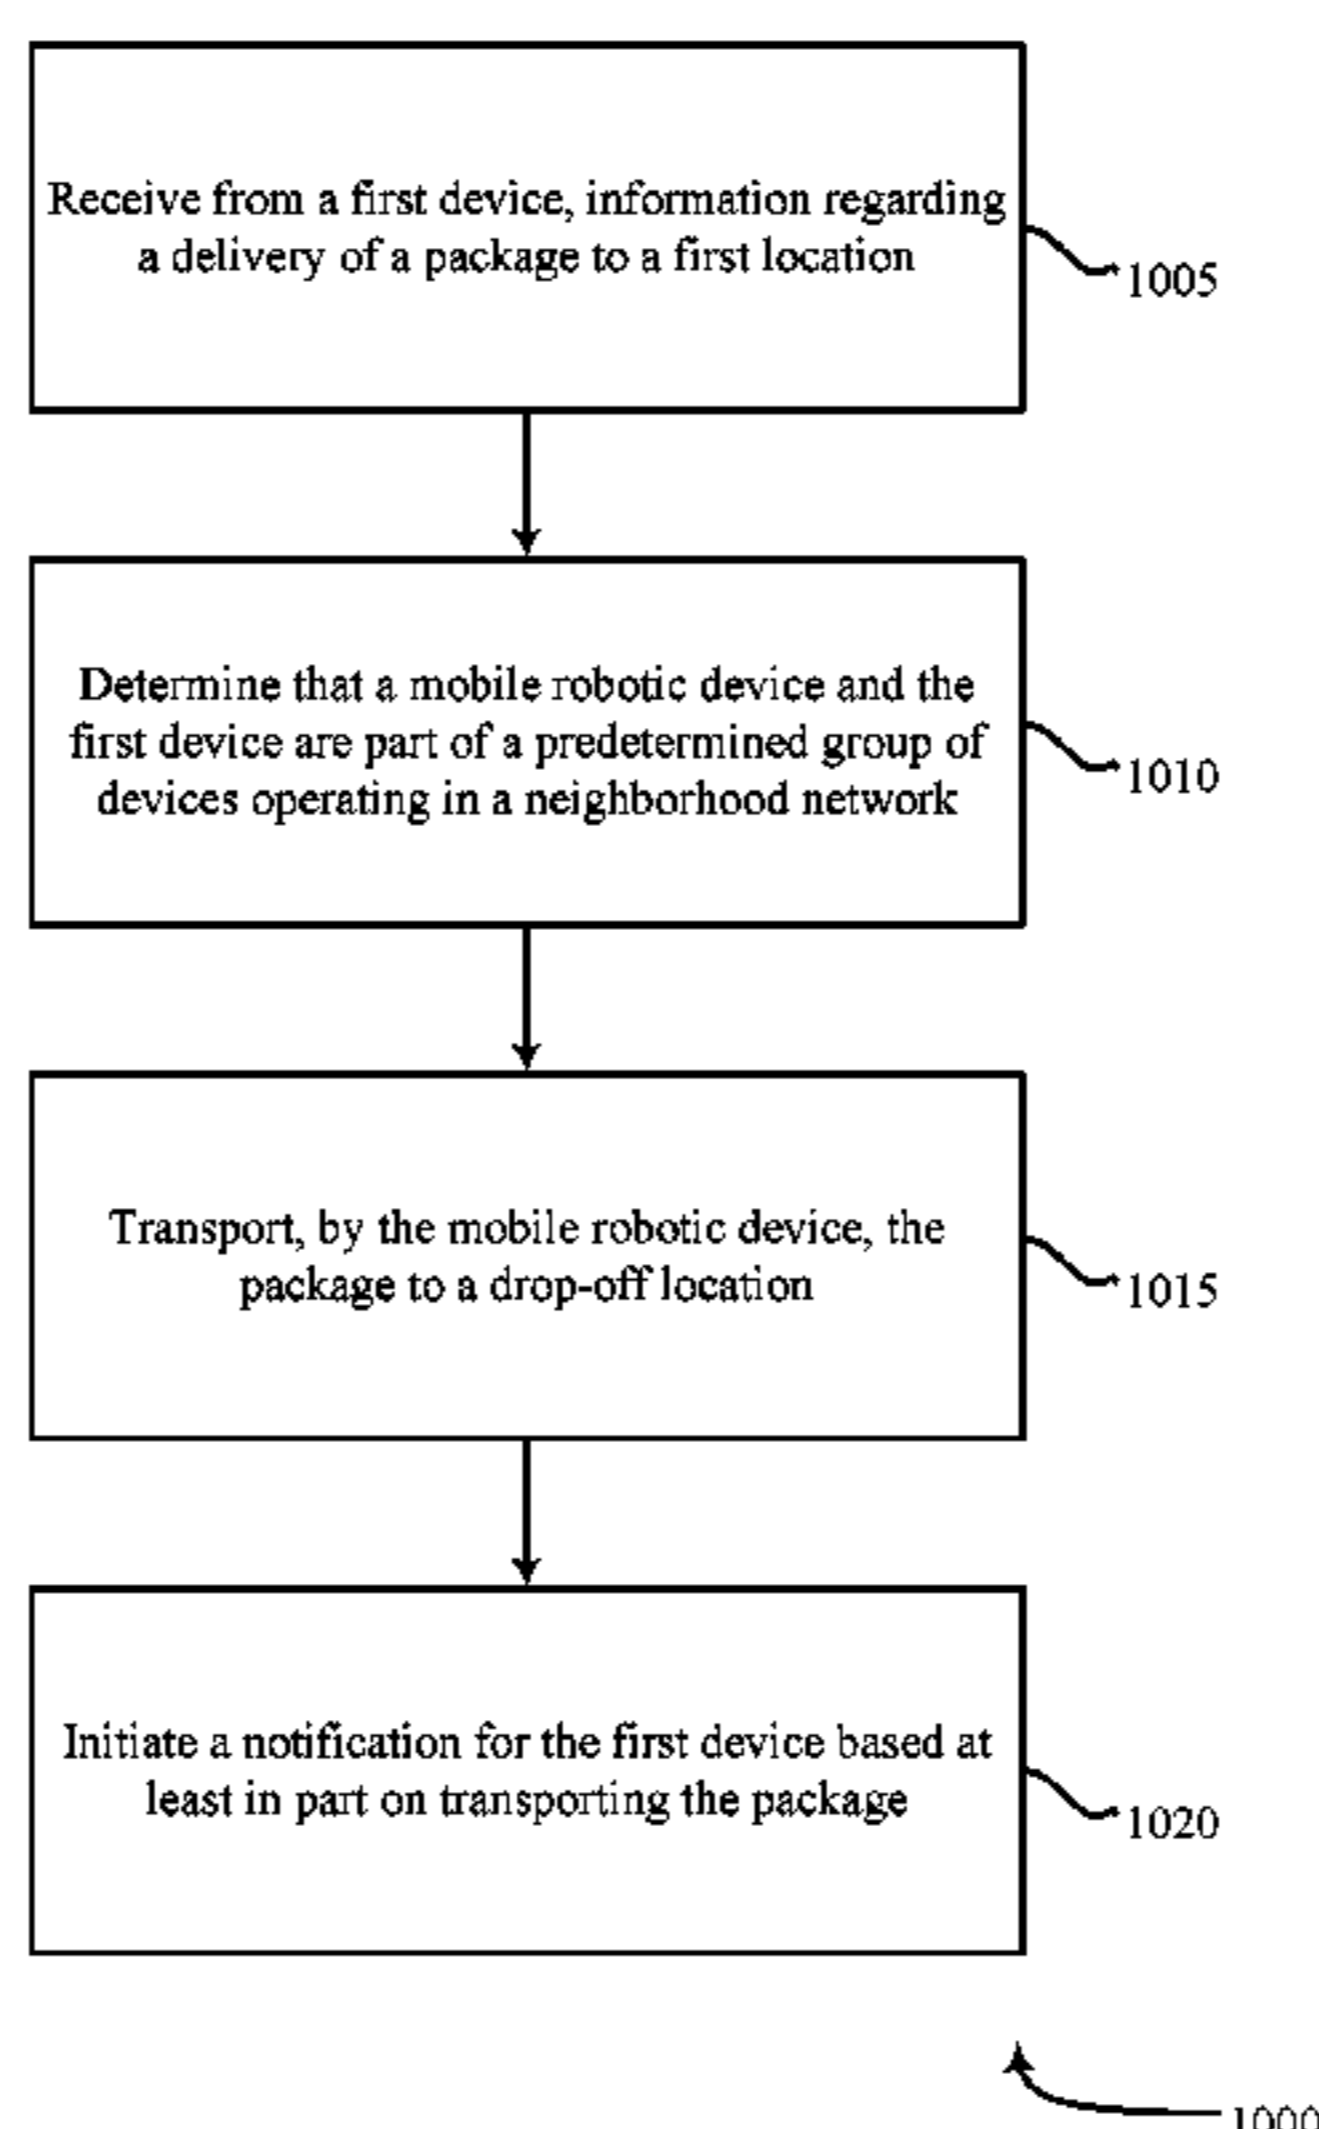 Receive from a first device, information regarding
a delivery of a package to a first location
1005
Determine that a mobile robotic device and the
first device are part of a predetermined group of
devices operating in a neighborhood network
1010
Transport, by the mobile robotic device, the
package to a drop-off location
1015
Initiate a notification for the first device based at
least in part on transporting the package
1020
1000